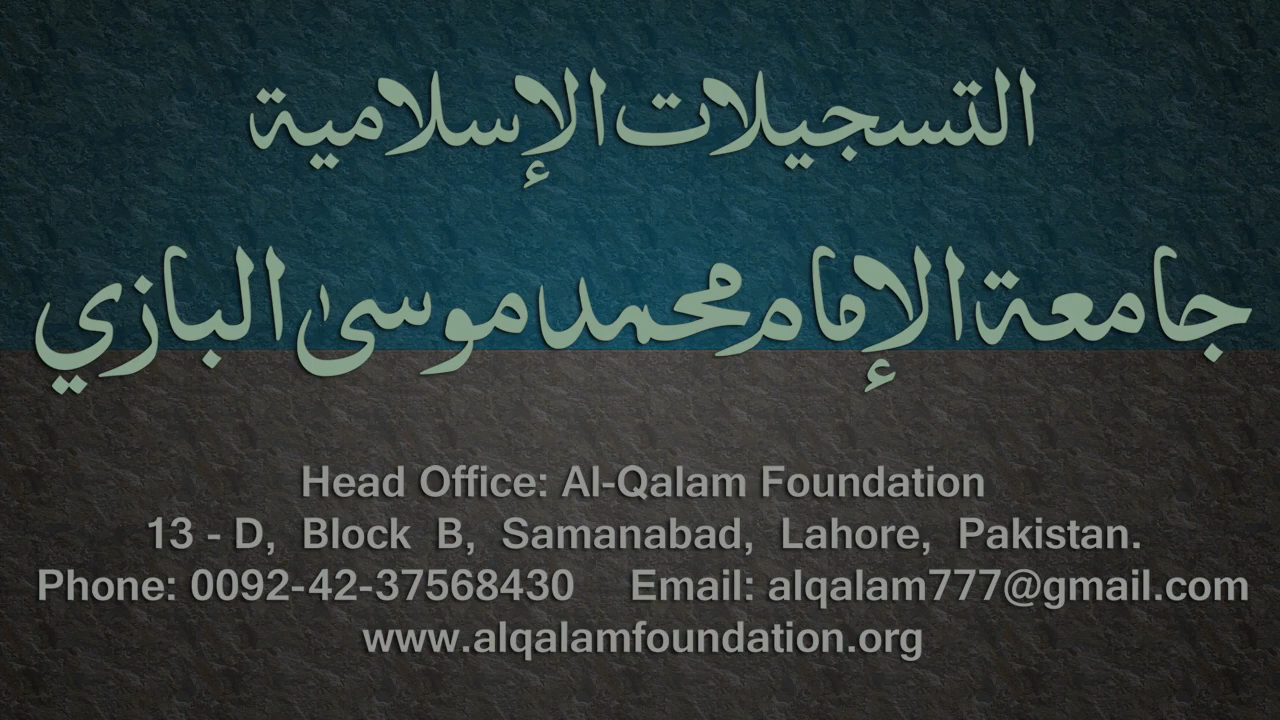 التسجيلات الإسلامية
جامعة الإمام محمد موسىٰ البازي
Head Office: Al-Qalam Foundation
13 - D, Block B, Samanabad, Lahore, Pakistan.
Phone: 0092-42-37568430 Email: alqalam777@gmail.com
www.alqalamfoundation.org